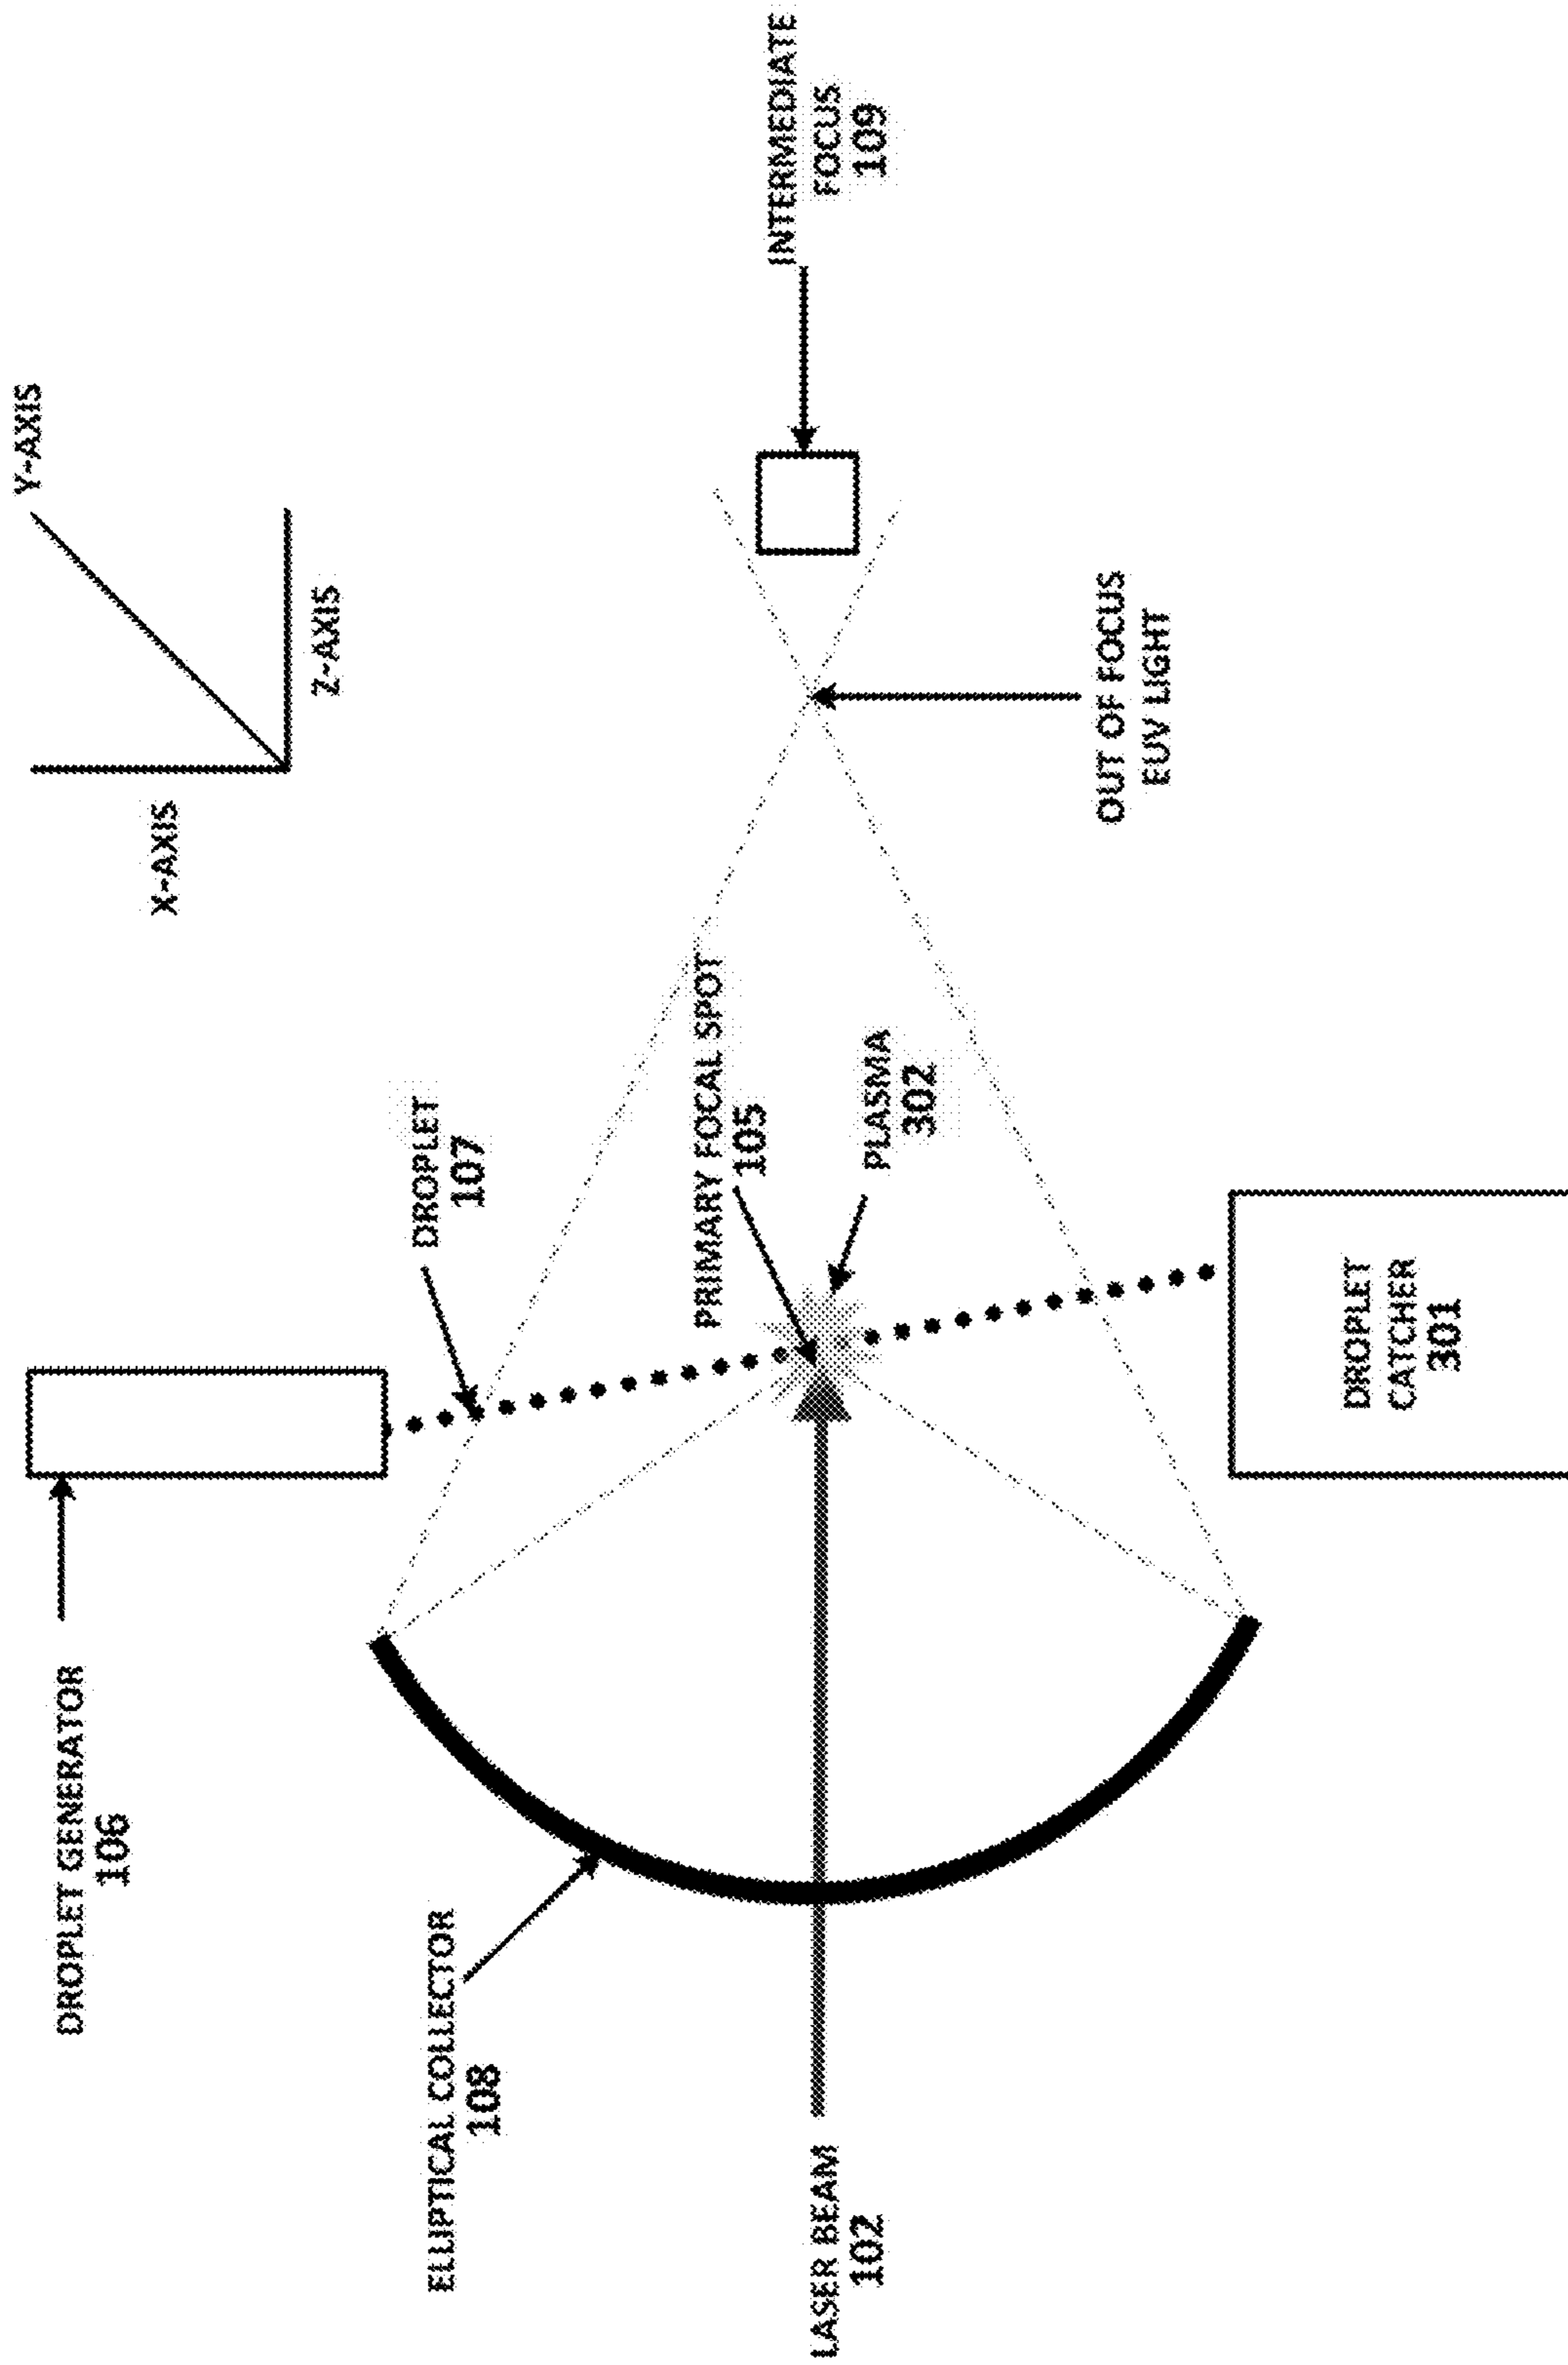 DROPLET GENERATOR
106
X-AXIS
Y-AXIS
Z-AXIS
ELLIPTICAL COLLECTOR
108
DROPLET
107
PRIMARY FOCAL SPOT
105
LASER BEAM
102
PLASMA
302
INTERMEDIATE
FOCUS
109
OUT OF FOCUS
EUV LIGHT
DROPLET
CATCHER
301